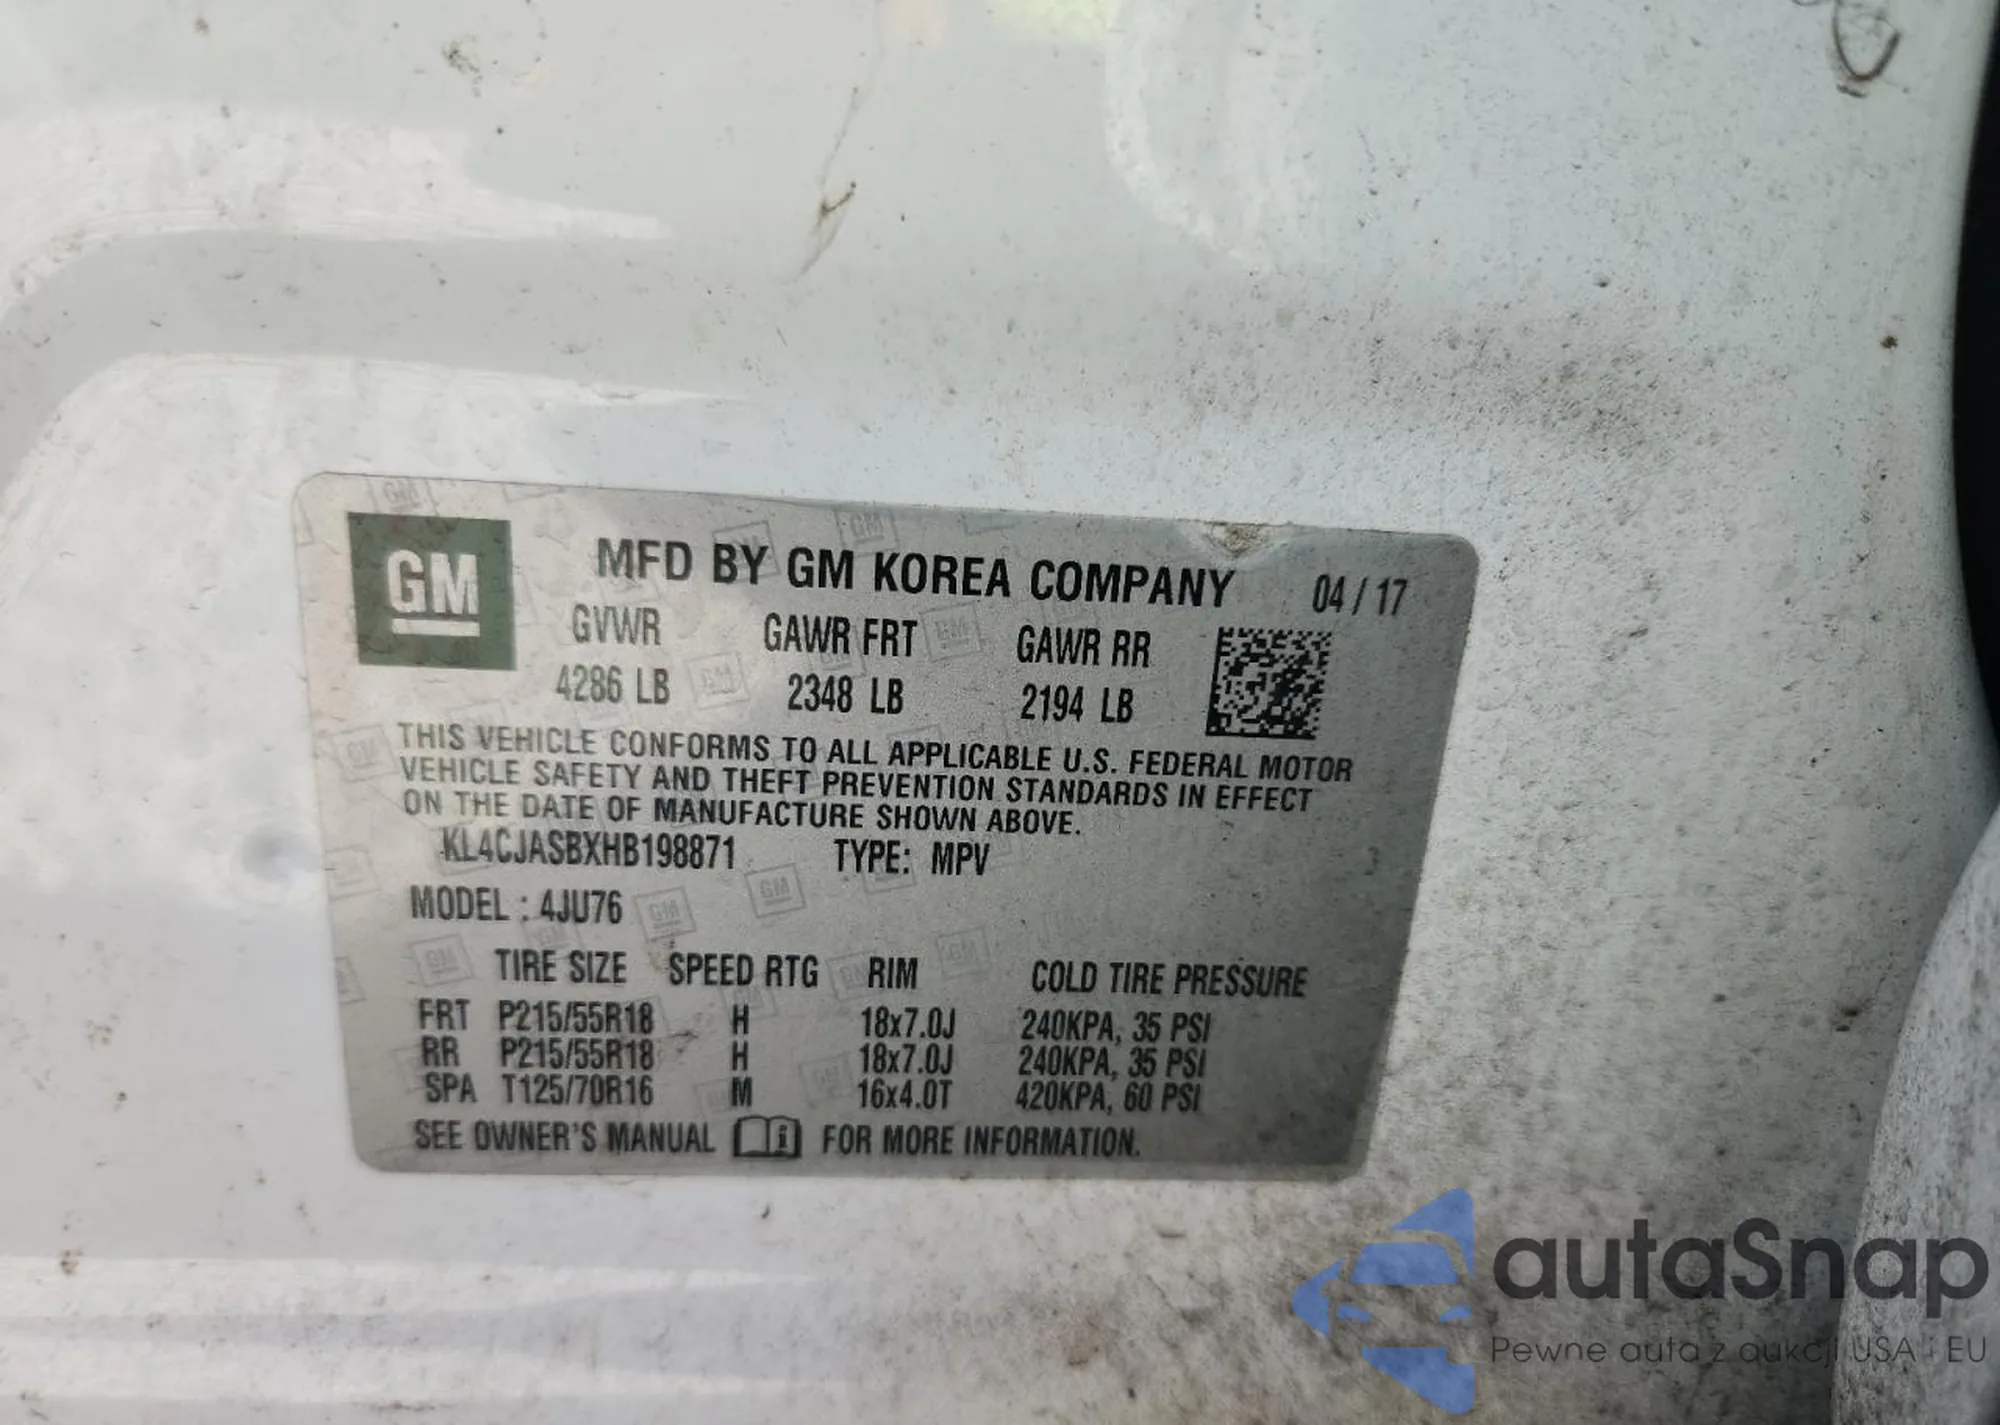 GM
MFD BY GM KOREA COMPANY 04 / 17
GVWR GAWR FRT GAWR RR
4286 LB 2348 LB 2194 LB
THIS VEHICLE CONFORMS TO ALL APPLICABLE U.S. FEDERAL MOTOR
VEHICLE SAFETY AND THEFT PREVENTION STANDARDS IN EFFECT
ON THE DATE OF MANUFACTURE SHOWN ABOVE.
KL4CJASBXHB198871 TYPE: MPV
MODEL : 4JU76
TIRE SIZE SPEED RTG RIM COLD TIRE PRESSURE
FRT P215/55R18 H 18x7.0J 240KPA, 35 PSI
RR P215/55R18 H 18x7.0J 240KPA, 35 PSI
SPA T125/70R16 M 16x4.0T 420KPA, 60 PSI
SEE OWNER'S MANUAL i FOR MORE INFORMATION.
autaSnap
Pewne auta z aukcji USA i EU